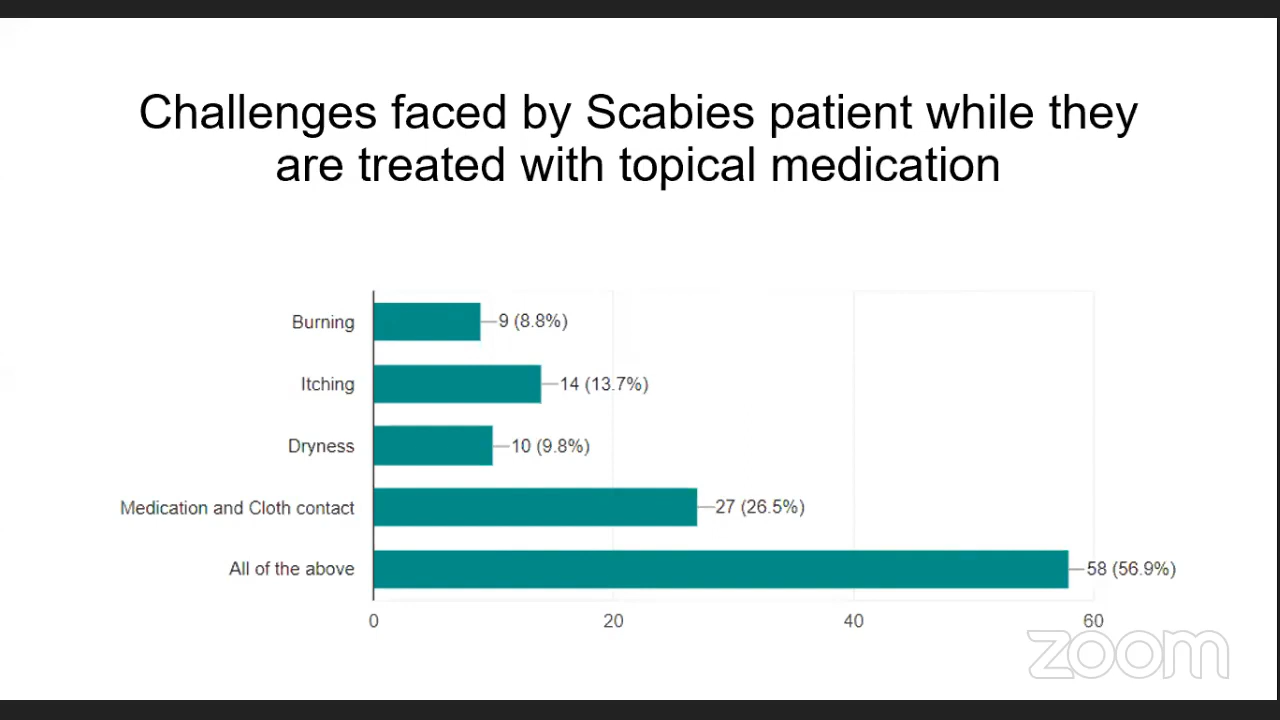 Challenges faced by Scabies patient while they
are treated with topical medication
Burning 9 (8.8%)
Itching 14 (13.7%)
Dryness 10 (9.8%)
Medication and Cloth contact 27 (26.5%)
All of the above 58 (56.9%)
0 20 40 60
zoom